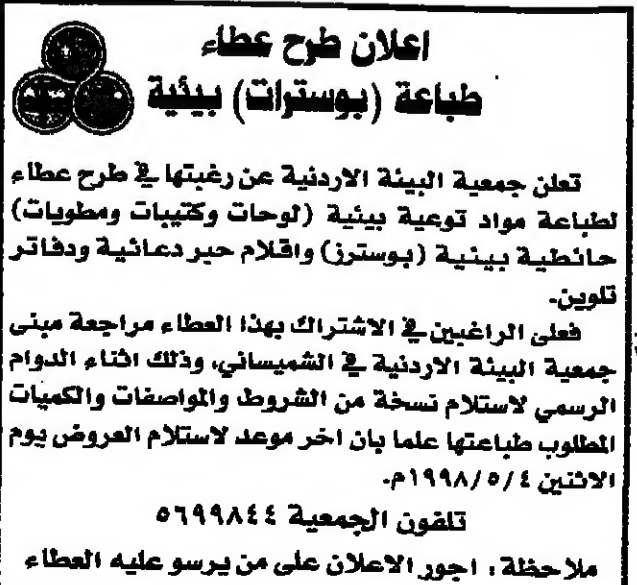 اعلان طرح عطاء
طباعة (بوسترات) بيئية
تعلن جمعية البيئة الاردنية عن رغبتها في طرح عطاء
لطباعة مواد توعية بيئية (لوحات وكتيبات ومطويات)
حائطية بيئية (بوسترز) واقلام حبر دعائية ودفاتر
تلوين.
فعلى الراغبين في الاشتراك بهذا العطاء مراجعة مبنى
جمعية البيئة الاردنية في الشميساني، وذلك اثناء الدوام
الرسمي لاستلام نسخة من الشروط والمواصفات والكميات
المطلوب طباعتها علما بان اخر موعد لاستلام العروض يوم
الاثنين ١٩٩٨/٥/٤م.
تلفون الجمعية ٥٦٩٩٨٤٤
ملاحظة : اجور الاعلان على من يرسو عليه العطاء